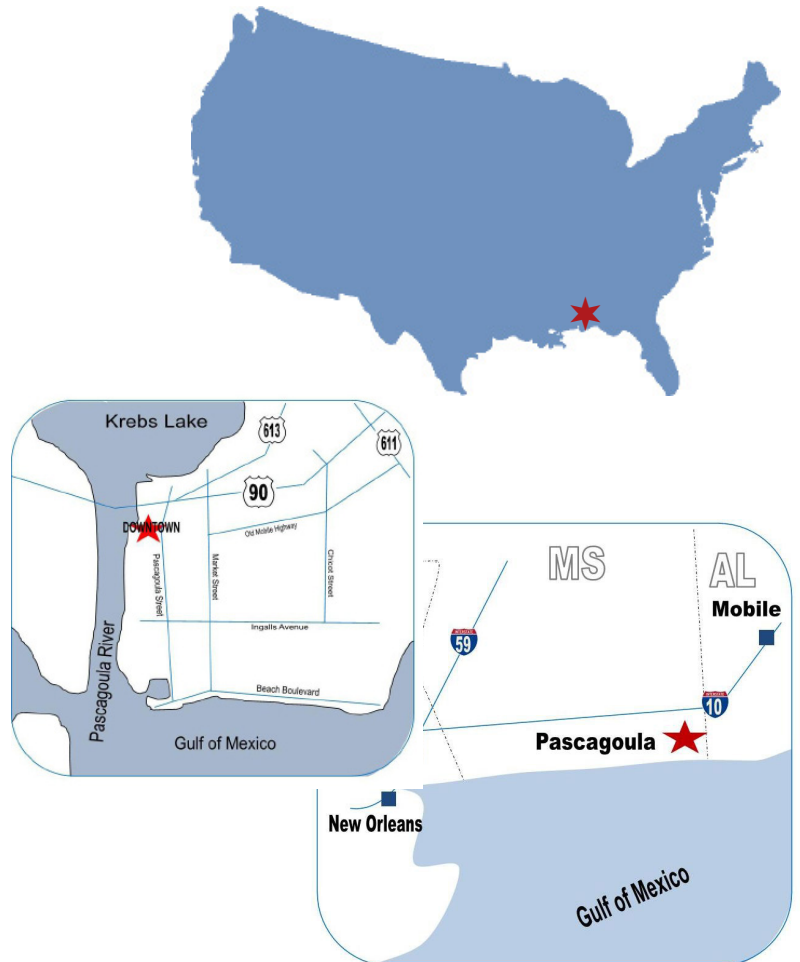 Krebs Lake
613
611
90
DOWNTOWN
Old Mobile Highway
Pascagoula Street
Market Street
Chicot Street
Ingalls Avenue
Pascagoula River
Beach Boulevard
Gulf of Mexico
MS
AL
Mobile
59
10
Pascagoula
New Orleans
Gulf of Mexico